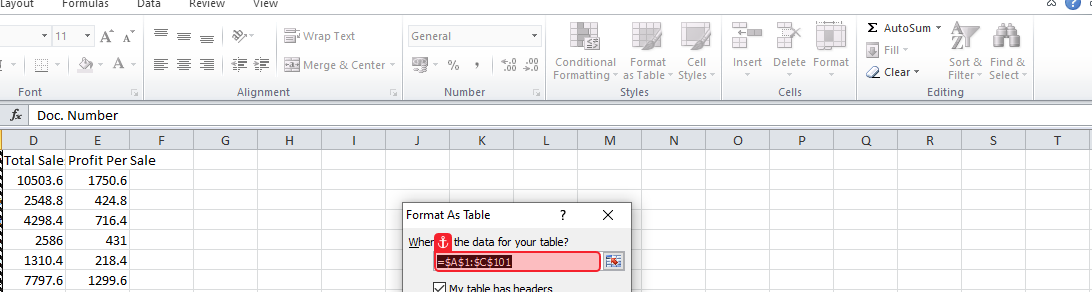 Layout Formulas Data Review View
11 A A Wrap Text General Σ AutoSum
Fill
Merge & Center % , Conditional Formatting Format as Table Cell Styles Insert Delete Format Clear Sort & Filter Find & Select
Font Alignment Number Styles Cells Editing
fx Doc. Number
D E F G H I J K L M N O P Q R S T
Total Sale Profit Per Sale
10503.6 1750.6
2548.8 424.8
4298.4 716.4
2586 431
1310.4 218.4
7797.6 1299.6
Format As Table ?
Wher the data for your table?
=$A$1:$C$101
My table has headers